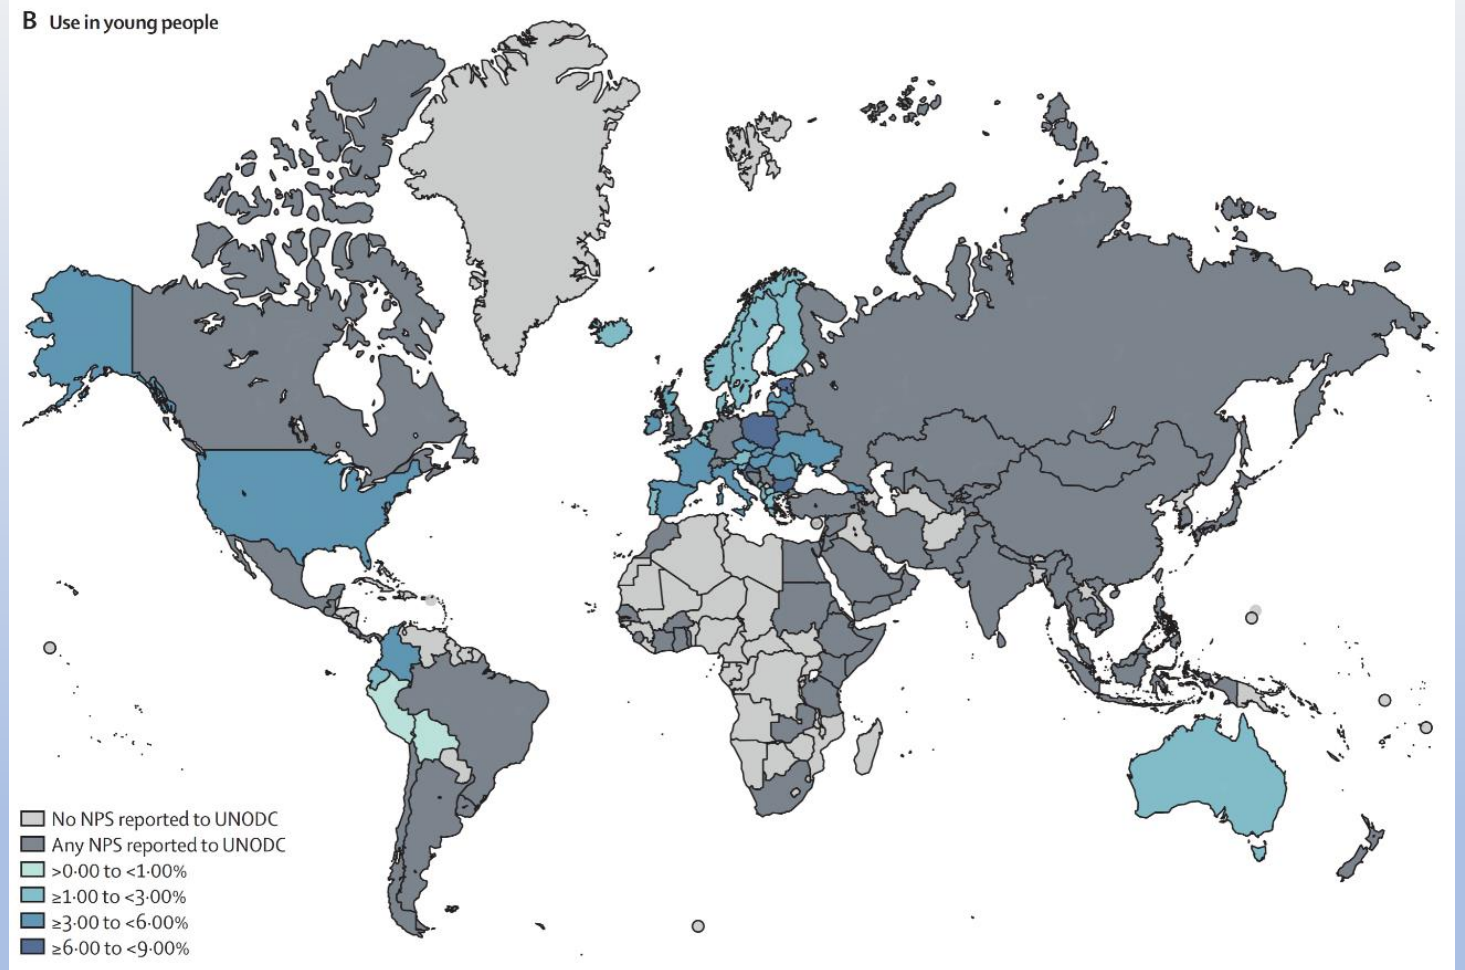 B Use in young people
No NPS reported to UNODC
Any NPS reported to UNODC
>0·00 to <1·00%
≥1·00 to <3·00%
≥3·00 to <6·00%
≥6·00 to <9·00%